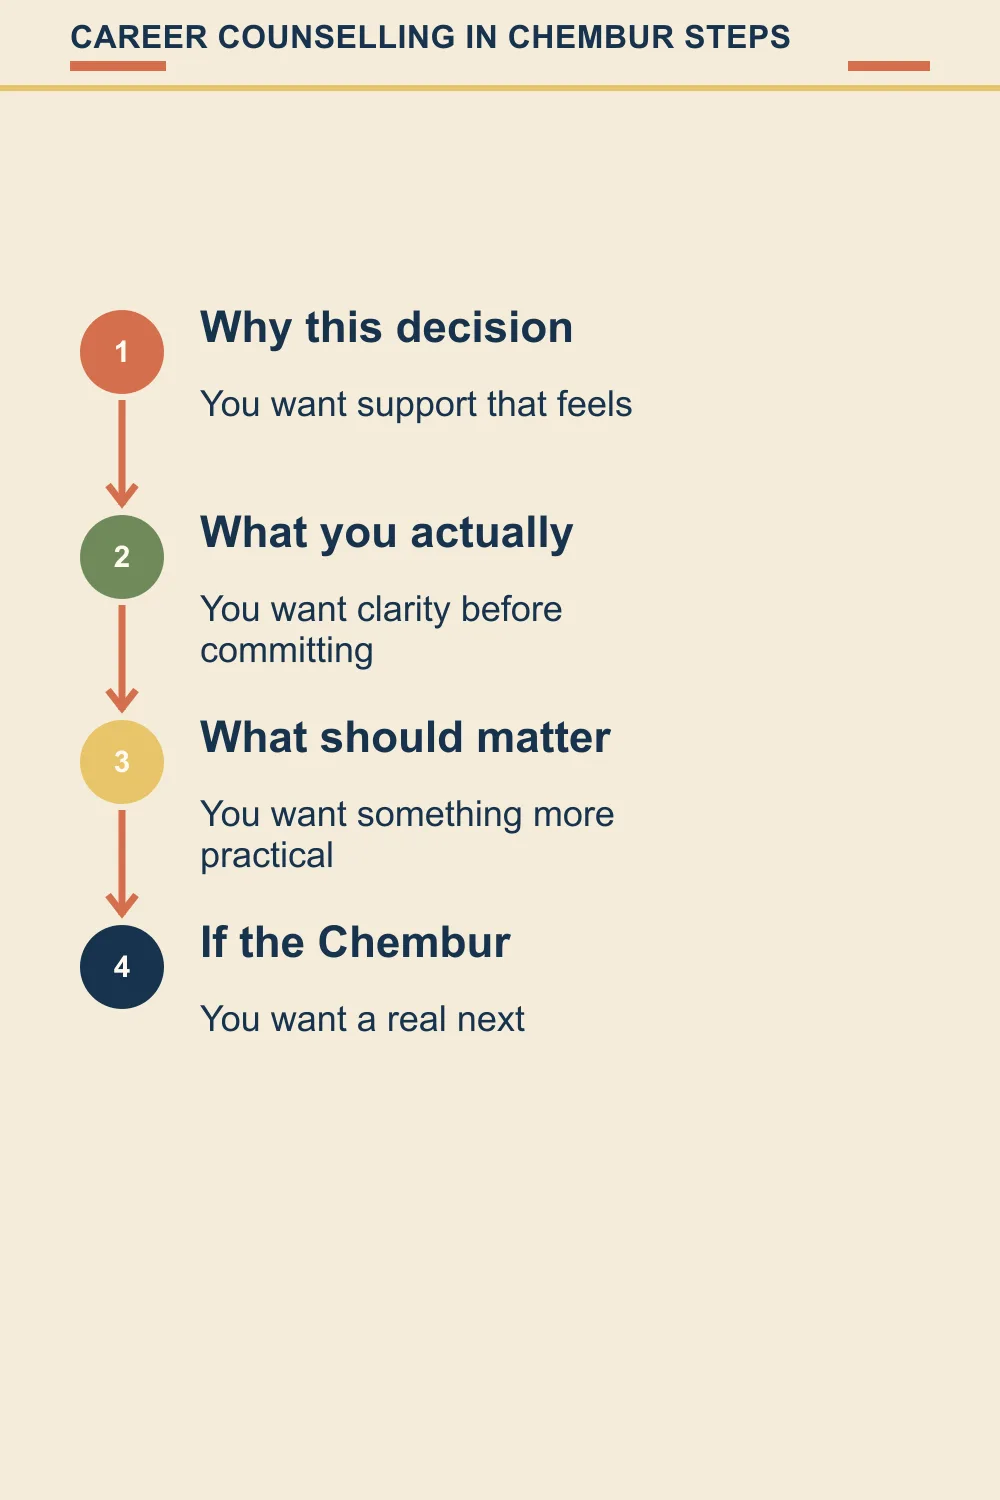 CAREER COUNSELLING IN CHEMBUR STEPS
1
Why this decision
You want support that feels
2
What you actually
You want clarity before
committing
3
What should matter
You want something more
practical
4
If the Chembur
You want a real next